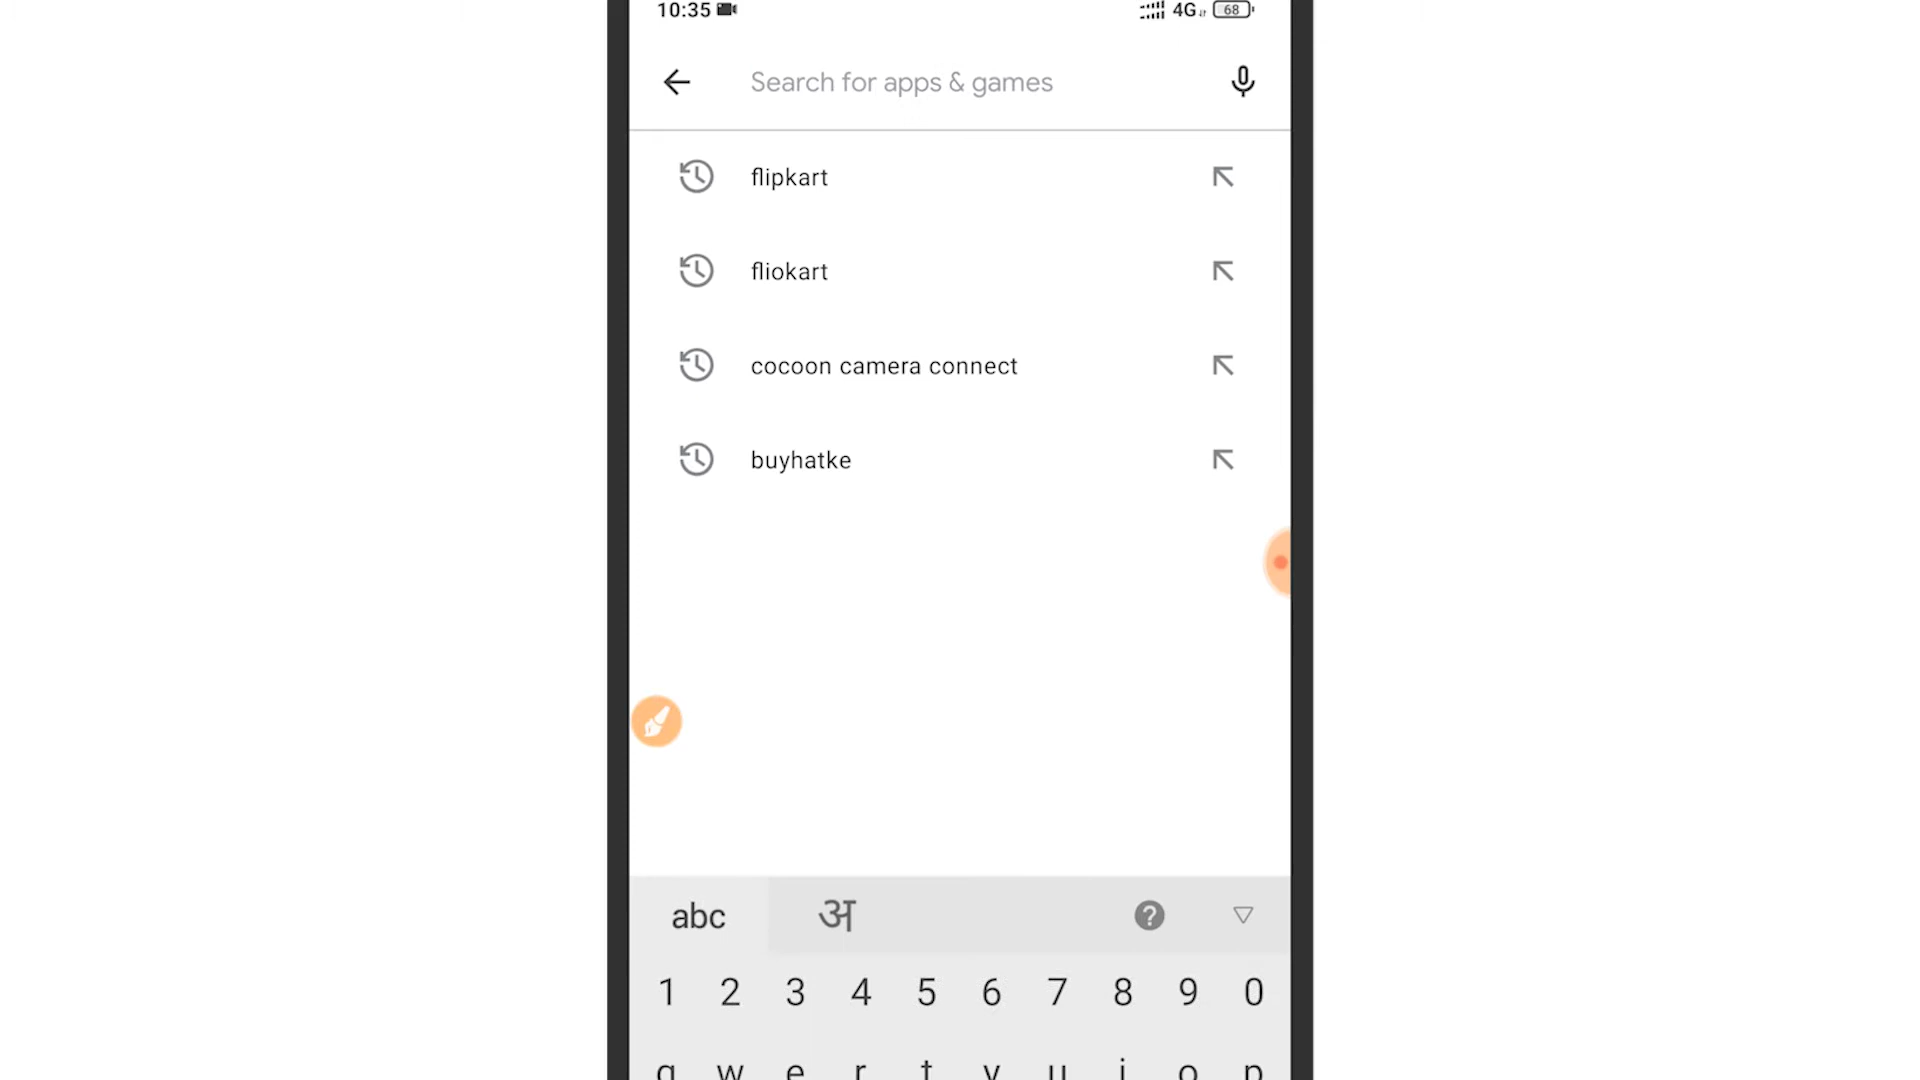 10:35 4G 68
Search for apps & games
flipkart
fliokart
cocoon camera connect
buyhatke
abc अ ?
1 2 3 4 5 6 7 8 9 0
q w e r t y u i o p